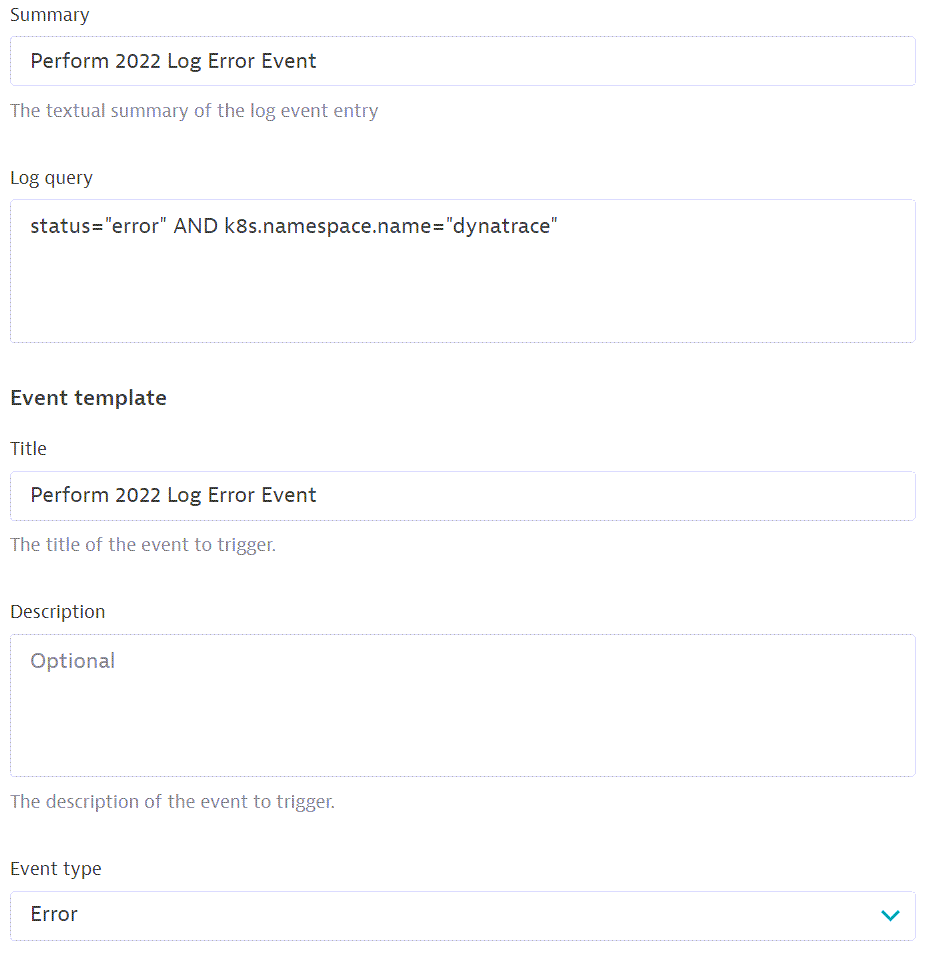 Summary
Perform 2022 Log Error Event
The textual summary of the log event entry
Log query
status="error" AND k8s.namespace.name="dynatrace"
Event template
Title
Perform 2022 Log Error Event
The title of the event to trigger.
Description
Optional
The description of the event to trigger.
Event type
Error